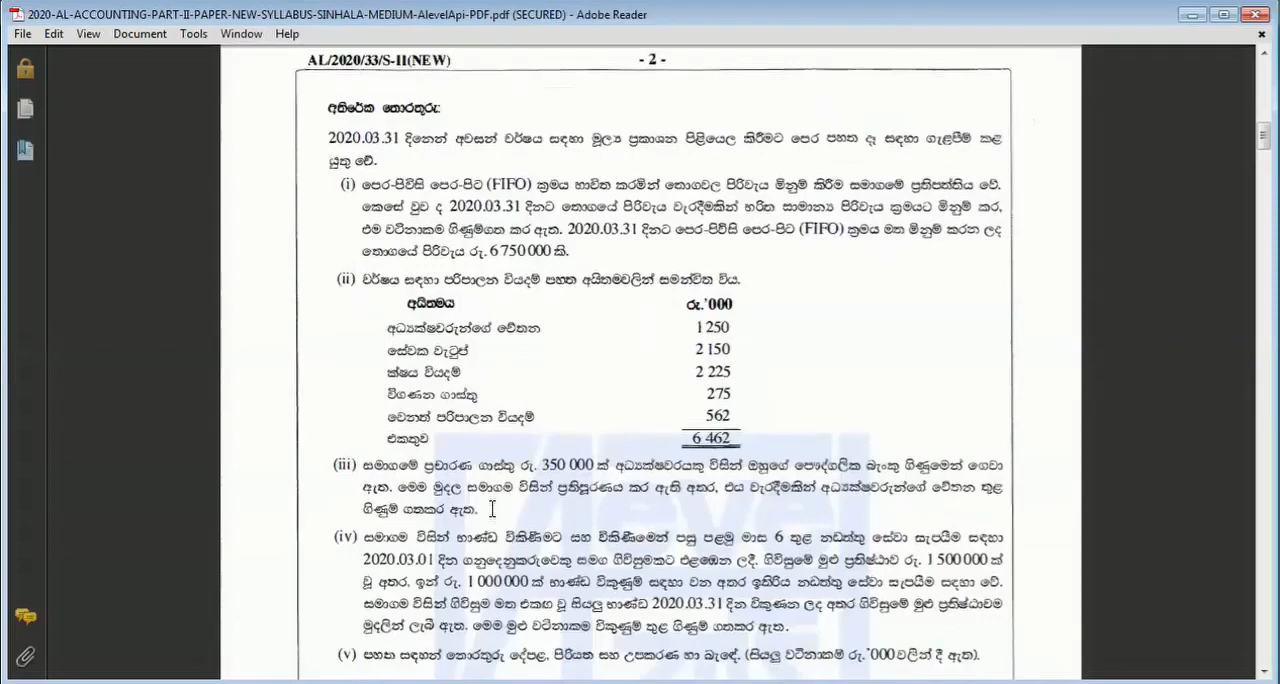 2020-AL-ACCOUNTING-PART-II-PAPER-NEW-SYLLABUS-SINHALA-MEDIUM-AlevelApi-PDF.pdf (SECURED) - Adobe Reader
File Edit View Document Tools Window Help
AL/2020/33/S-II(NEW) - 2 -
අතිරේක තොරතුරු:
2020.03.31 දිනෙන් අවසන් වර්ෂය සඳහා මූල්‍ය ප්‍රකාශන පිළියෙල කිරීමට පෙර පහත දෑ සඳහා ගැළපීම් කළ
යුතු වේ.
(i) පෙර-පිවිසි පෙර-පිට (FIFO) ක්‍රමය භාවිත කරමින් තොගවල පිරිවැය මිනුම් කිරීම සමාගමේ ප්‍රතිපත්තිය වේ.
කෙසේ වුව ද 2020.03.31 දිනට තොගයේ පිරිවැය වැරදීමකින් භරිත සාමාන්‍ය පිරිවැය ක්‍රමයට මිනුම් කර,
එම වටිනාකම ගිණුම්ගත කර ඇත. 2020.03.31 දිනට පෙර-පිවිසි පෙර-පිට (FIFO) ක්‍රමය මත මිනුම් කරන ලද
තොගයේ පිරිවැය රු. 6 750 000 කි.
(ii) වර්ෂය සඳහා පරිපාලන වියදම් පහත අයිතමවලින් සමන්විත විය.
අයිතමය රු.'000
අධ්‍යක්ෂවරුන්ගේ වේතන 1 250
සේවක වැටුප් 2 150
ක්ෂය වියදම් 2 225
විගණන ගාස්තු 275
වෙනත් පරිපාලන වියදම් 562
එකතුව 6 462
(iii) සමාගමේ ප්‍රචාරණ ගාස්තු රු. 350 000 ක් අධ්‍යක්ෂවරයකු විසින් ඔහුගේ පෞද්ගලික බැංකු ගිණුමෙන් ගෙවා
ඇත. මෙම මුදල සමාගම විසින් ප්‍රතිපූරණය කර ඇති අතර, එය වැරදීමකින් අධ්‍යක්ෂවරුන්ගේ වේතන තුළ
ගිණුම් ගතකර ඇත.
(iv) සමාගම විසින් භාණ්ඩ විකිණීමට සහ විකිණීමෙන් පසු පළමු මාස 6 තුළ නඩත්තු සේවා සැපයීම සඳහා
2020.03.01 දින ගනුදෙනුකරුවෙකු සමග ගිවිසුමකට එළඹෙන ලදී. ගිවිසුමේ මුළු ප්‍රතිෂ්ඨාව රු. 1 500 000 ක්
වූ අතර, ඉන් රු. 1 000 000 ක් භාණ්ඩ විකුණුම් සඳහා වන අතර ඉතිරිය නඩත්තු සේවා සැපයීම සඳහා වේ.
සමාගම විසින් ගිවිසුම මත එකඟ වූ සියලු භාණ්ඩ 2020.03.31 දින විකුණන ලද අතර ගිවිසුමේ මුළු ප්‍රතිෂ්ඨාවම
මුදලින් ලැබී ඇත. මෙම මුළු වටිනාකම විකුණුම් තුළ ගිණුම් ගතකර ඇත.
(v) පහත සඳහන් තොරතුරු දේපළ, පිරියත සහ උපකරණ හා බැඳේ. (සියලු වටිනාකම් රු.'000 වලින් දී ඇත).